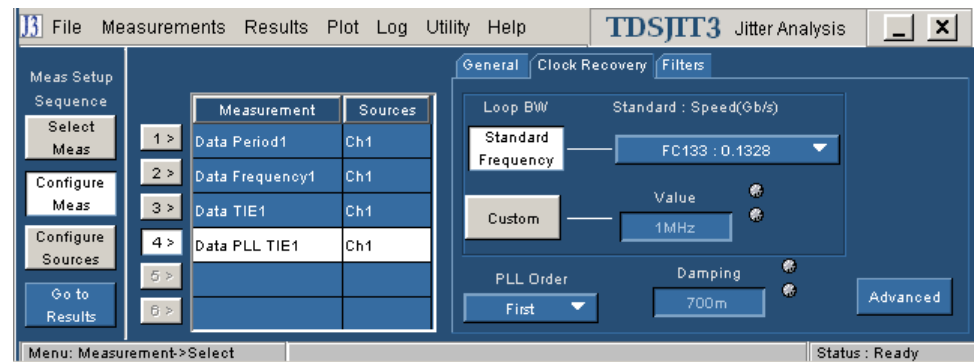 J3 File Measurements Results Plot Log Utility Help TDSJIT3 Jitter Analysis
Meas Setup
Sequence
Select
Meas
Configure
Meas
Configure
Sources
Go to
Results
Measurement Sources
1 > Data Period1 Ch1
2 > Data Frequency1 Ch1
3 > Data TIE1 Ch1
4 > Data PLL TIE1 Ch1
5 >
6 >
General Clock Recovery Filters
Loop BW Standard : Speed(Gb/s)
Standard
Frequency
FC133 : 0.1328
Custom
Value
1MHz
PLL Order
First
Damping
700m
Advanced
Menu: Measurement->Select Status : Ready